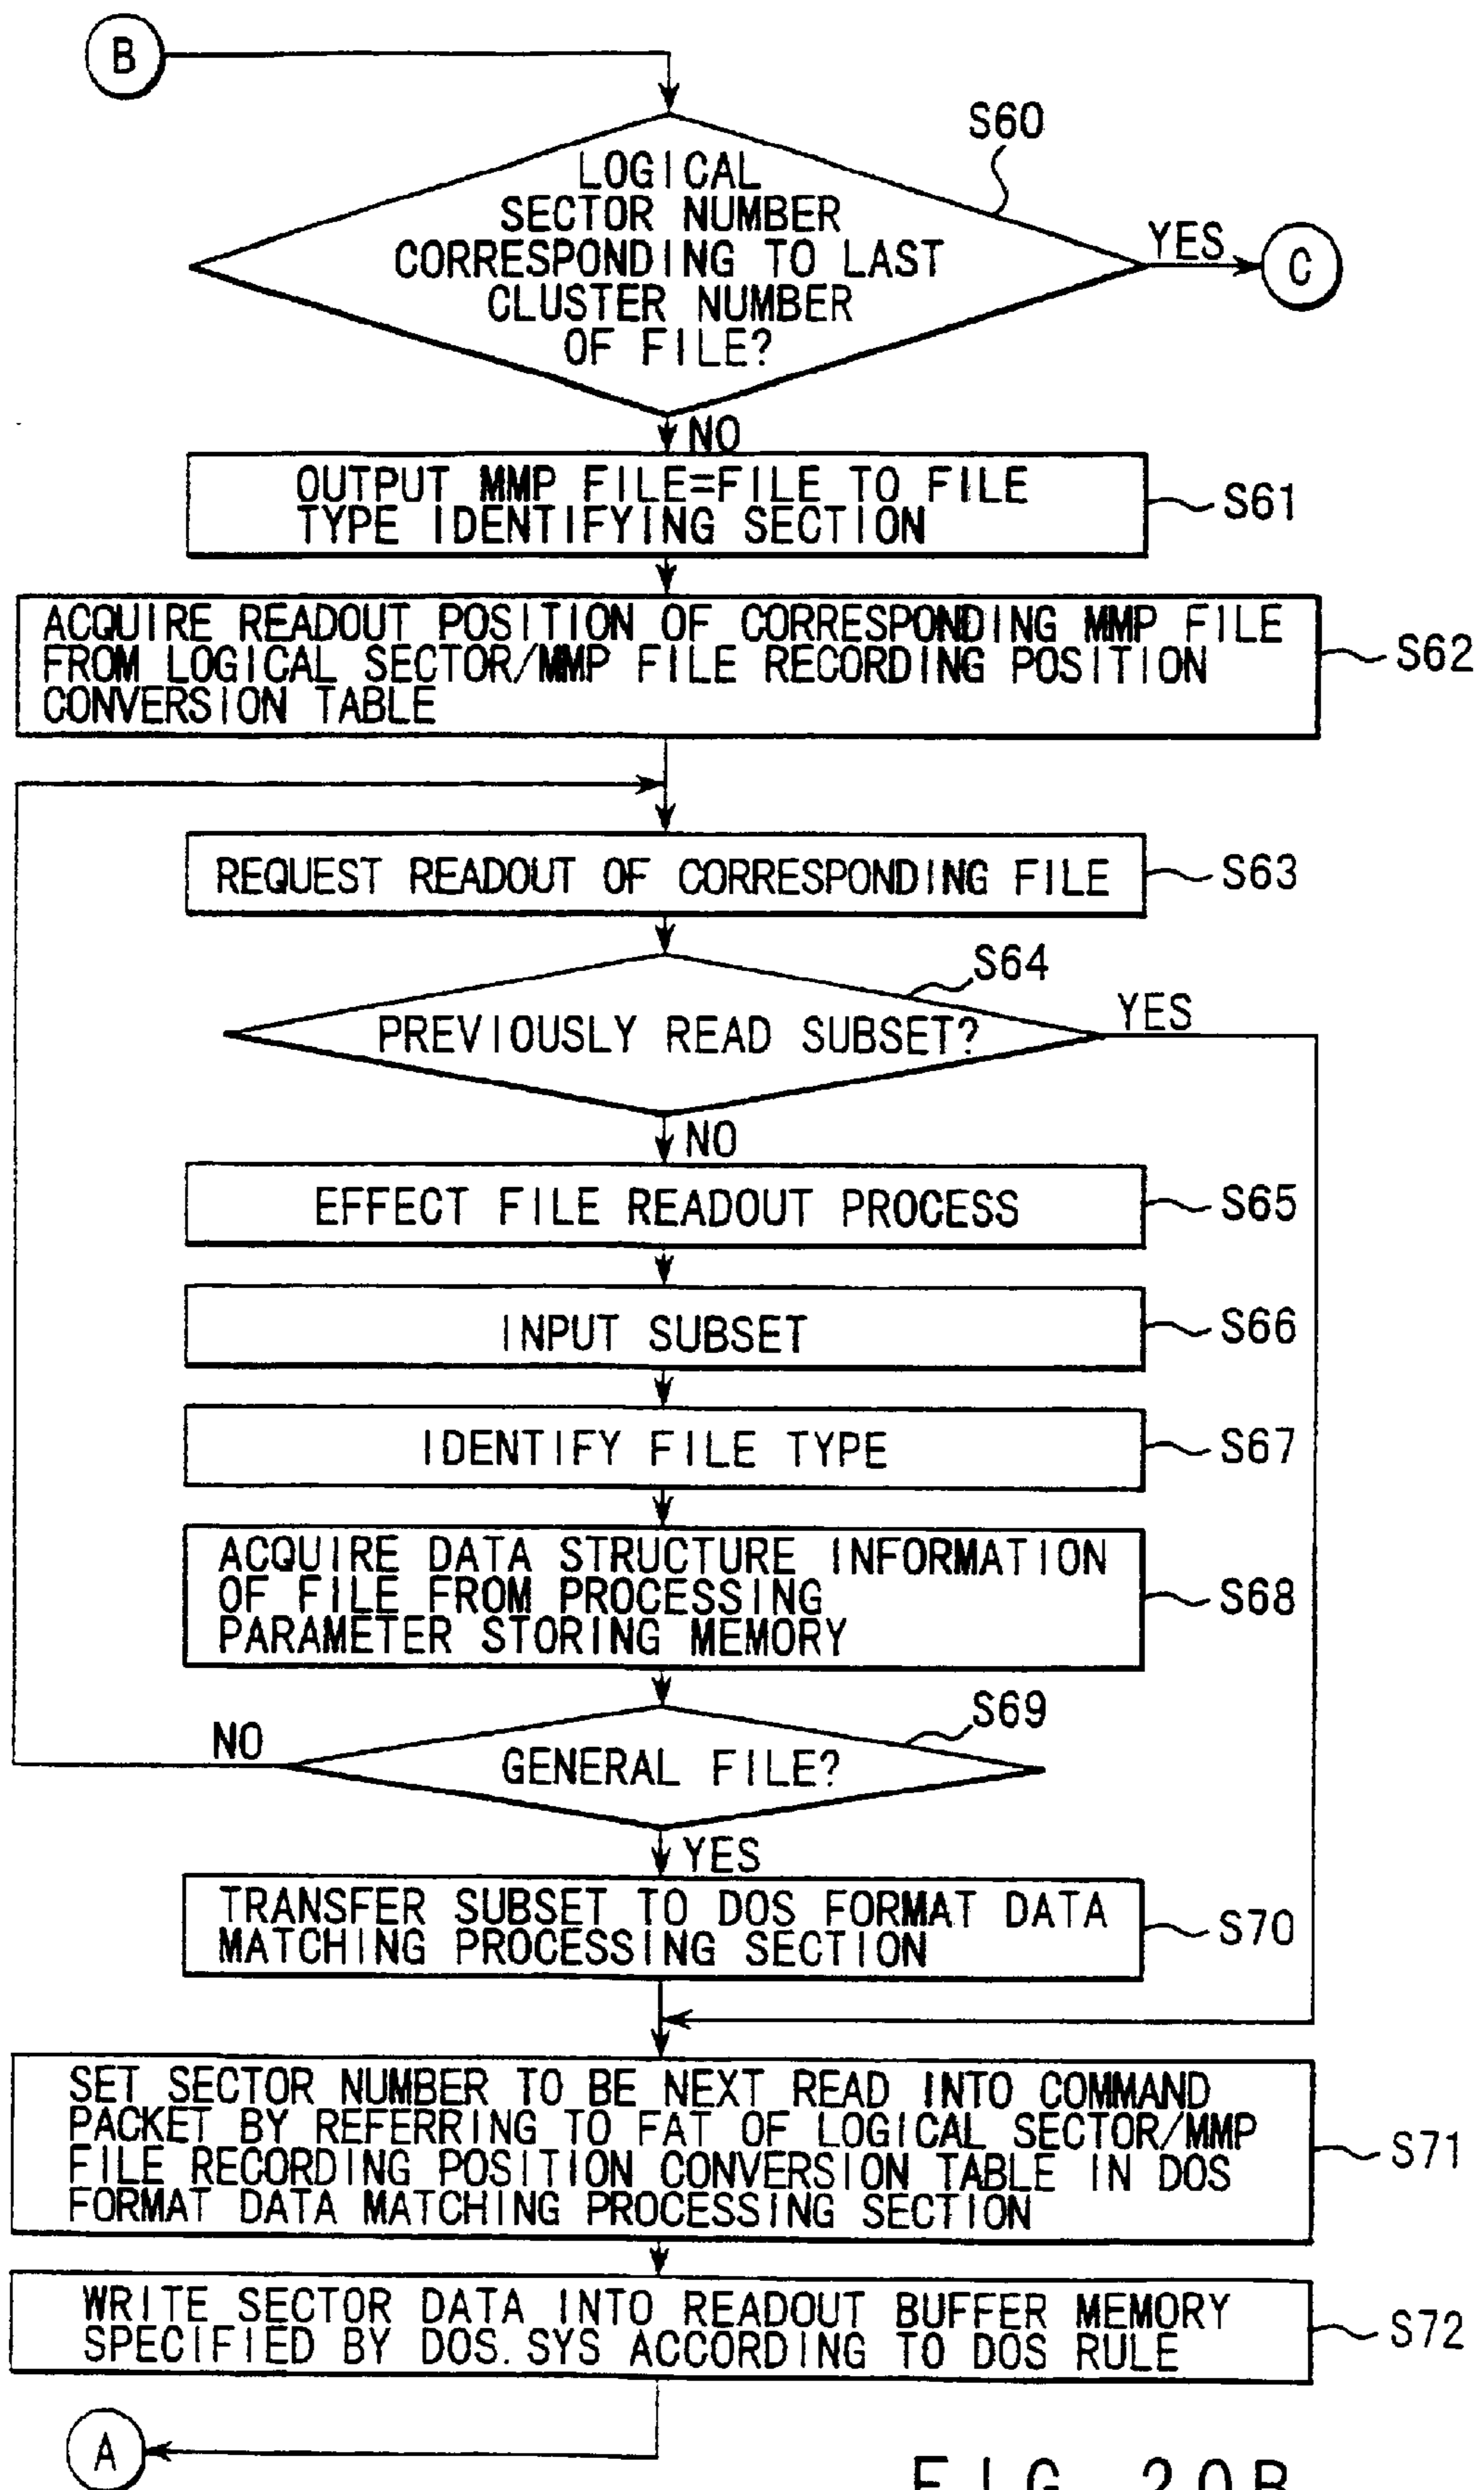 B
S60
LOGICAL
SECTOR NUMBER
CORRESPONDING TO LAST
CLUSTER NUMBER
OF FILE?
YES
C
NO
OUTPUT MMP FILE=FILE TO FILE
TYPE IDENTIFYING SECTION
S61
ACQUIRE READOUT POSITION OF CORRESPONDING MMP FILE
FROM LOGICAL SECTOR/MMP FILE RECORDING POSITION
CONVERSION TABLE
S62
REQUEST READOUT OF CORRESPONDING FILE
S63
S64
PREVIOUSLY READ SUBSET?
YES
NO
EFFECT FILE READOUT PROCESS
S65
INPUT SUBSET
S66
IDENTIFY FILE TYPE
S67
ACQUIRE DATA STRUCTURE INFORMATION
OF FILE FROM PROCESSING
PARAMETER STORING MEMORY
S68
S69
NO
GENERAL FILE?
YES
TRANSFER SUBSET TO DOS FORMAT DATA
MATCHING PROCESSING SECTION
S70
SET SECTOR NUMBER TO BE NEXT READ INTO COMMAND
PACKET BY REFERRING TO FAT OF LOGICAL SECTOR/MMP
FILE RECORDING POSITION CONVERSION TABLE IN DOS
FORMAT DATA MATCHING PROCESSING SECTION
S71
WRITE SECTOR DATA INTO READOUT BUFFER MEMORY
SPECIFIED BY DOS.SYS ACCORDING TO DOS RULE
S72
A
FIG. 20B